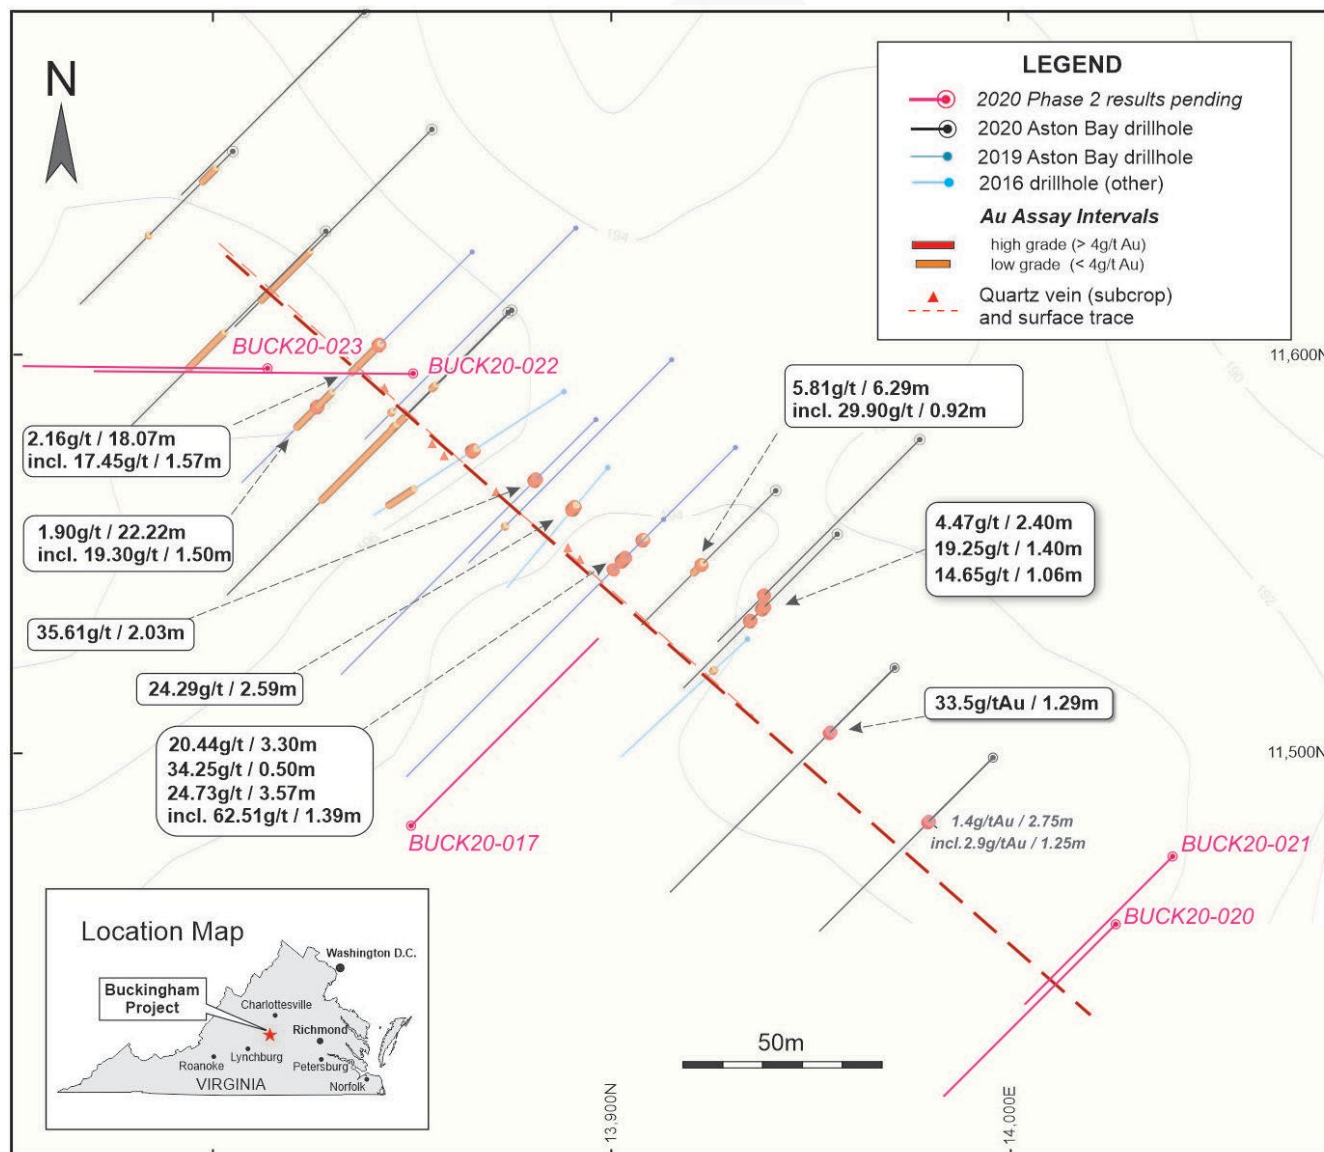 N
LEGEND
2020 Phase 2 results pending
2020 Aston Bay drillhole
2019 Aston Bay drillhole
2016 drillhole (other)
Au Assay Intervals
high grade (> 4g/t Au)
low grade (< 4g/t Au)
Quartz vein (subcrop)
and surface trace
194
190
192
194
11,600N
11,500N
13,900N
14,000E
BUCK20-023
BUCK20-022
5.81g/t / 6.29m
incl. 29.90g/t / 0.92m
2.16g/t / 18.07m
incl. 17.45g/t / 1.57m
1.90g/t / 22.22m
incl. 19.30g/t / 1.50m
4.47g/t / 2.40m
19.25g/t / 1.40m
14.65g/t / 1.06m
35.61g/t / 2.03m
24.29g/t / 2.59m
33.5g/tAu / 1.29m
20.44g/t / 3.30m
34.25g/t / 0.50m
24.73g/t / 3.57m
incl. 62.51g/t / 1.39m
1.4g/tAu / 2.75m
incl.2.9g/tAu / 1.25m
BUCK20-017
BUCK20-021
BUCK20-020
50m
Location Map
Washington D.C.
Buckingham
Project
Charlottesville
Richmond
Lynchburg
Roanoke
Petersburg
VIRGINIA
Norfolk